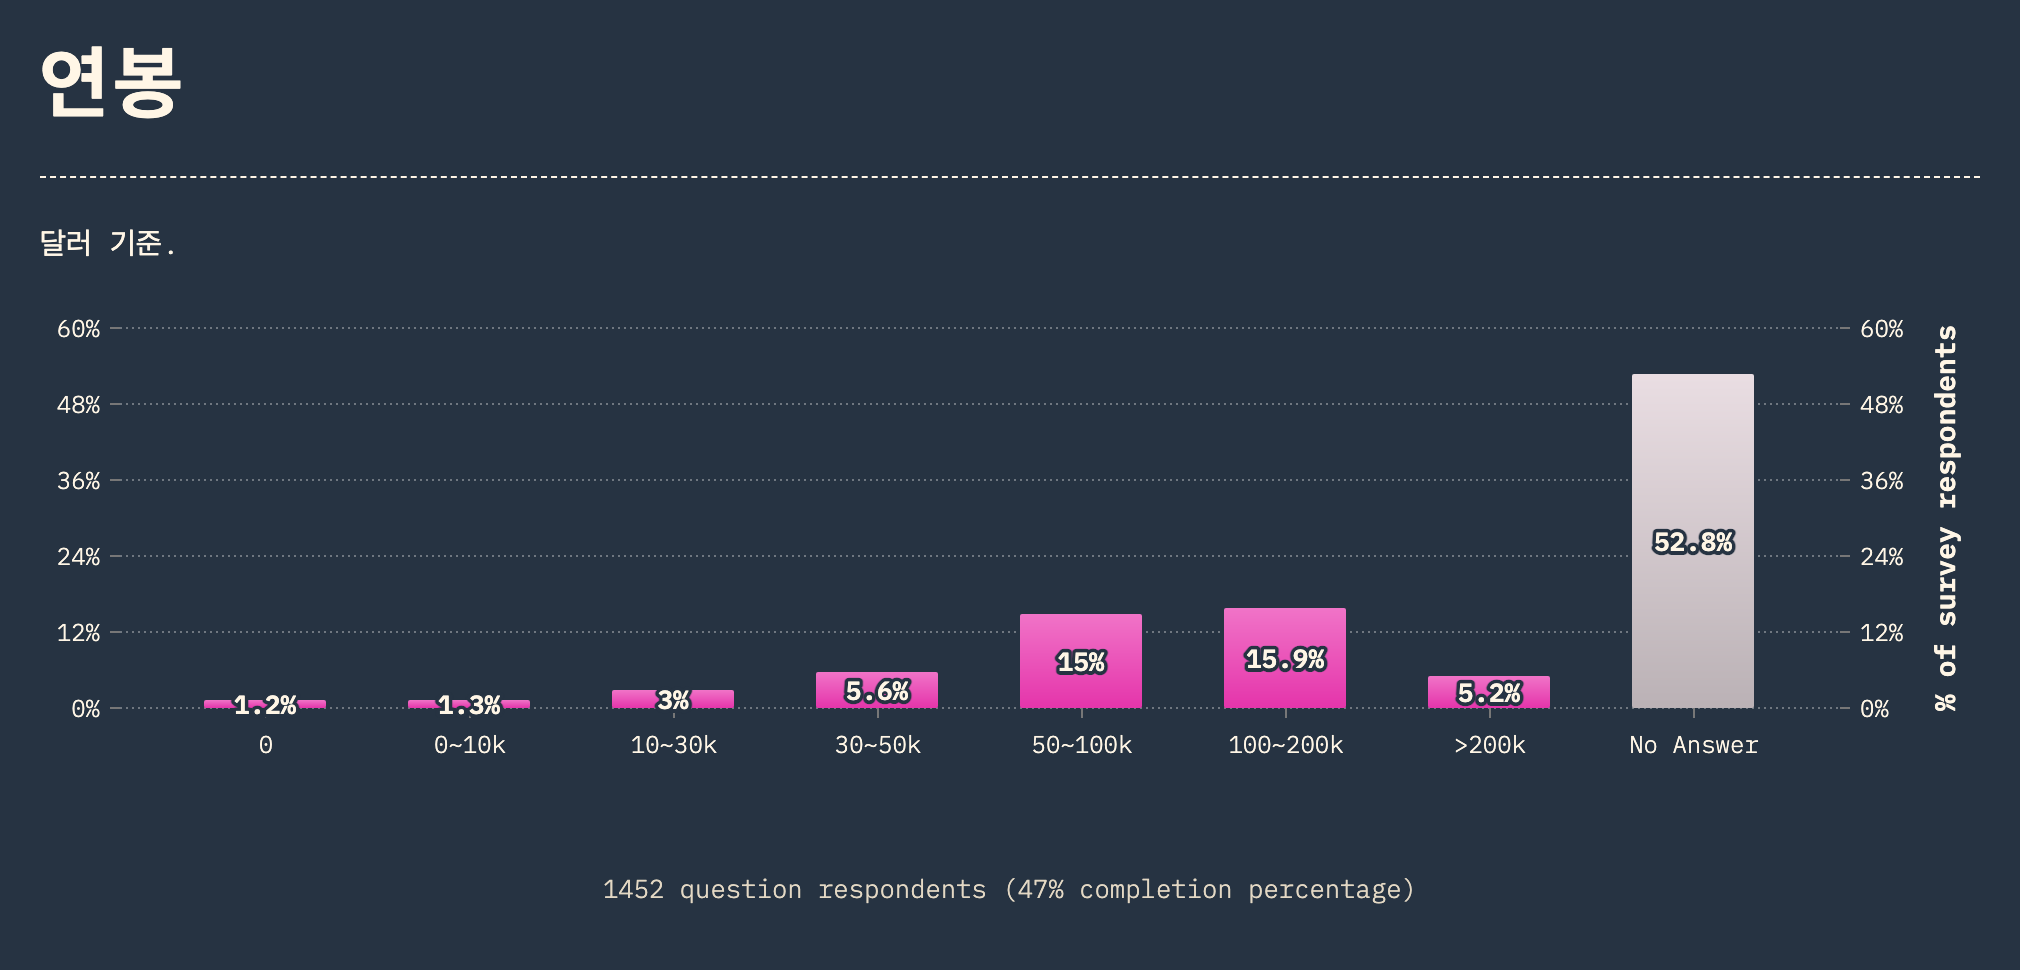 연봉
달러 기준.
60% 60%
48% 48%
36% 36%
24% 24%
12% 12%
0% 0%
% of survey respondents
1.2% 1.3% 3% 5.6% 15% 15.9% 5.2% 52.8%
0 0~10k 10~30k 30~50k 50~100k 100~200k >200k No Answer
1452 question respondents (47% completion percentage)